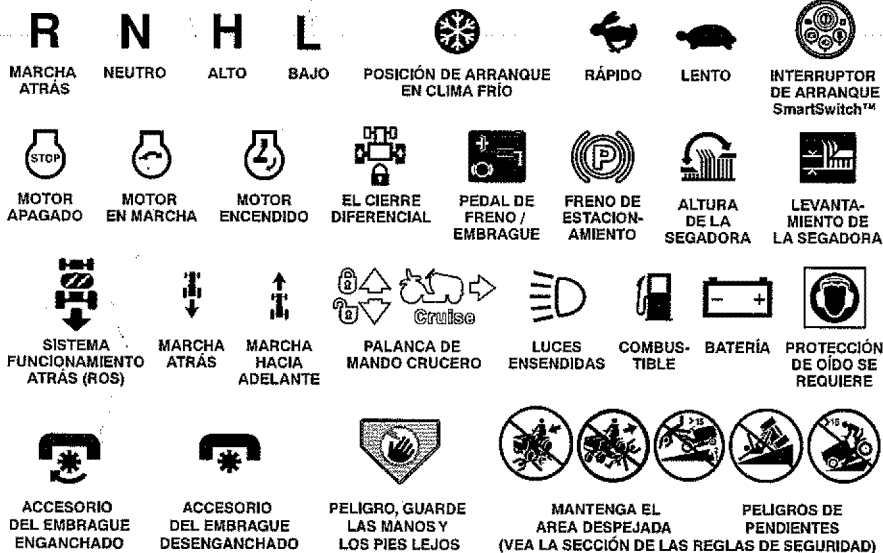 R N H L
MARCHA
ATRÁS
NEUTRO
ALTO
BAJO
POSICIÓN DE ARRANQUE
EN CLIMA FRÍO
RÁPIDO
LENTO
INTERRUPTOR
DE ARRANQUE
SmartSwitch™
STOP
MOTOR
APAGADO
MOTOR
EN MARCHA
MOTOR
ENCENDIDO
EL CIERRE
DIFERENCIAL
PEDAL DE
FRENO /
EMBRAGUE
P
FRENO DE
ESTACION-
AMIENTO
ALTURA
DE LA
SEGADORA
LEVANTA-
MIENTO DE
LA SEGADORA
SISTEMA
FUNCIONAMIENTO
ATRÁS (ROS)
MARCHA
ATRÁS
MARCHA
HACIA
ADELANTE
Cruise
PALANCA DE
MANDO CRUCERO
LUCES
ENSENDIDAS
COMBUS-
TIBLE
- +
BATERÍA
PROTECCIÓN
DE OÍDO SE
REQUIERE
ACCESORIO
DEL EMBRAGUE
ENGANCHADO
ACCESORIO
DEL EMBRAGUE
DESENGANCHADO
PELIGRO, GUARDE
LAS MANOS Y
LOS PIES LEJOS
>15
>15
MANTENGA EL
AREA DESPEJADA
PELIGROS DE
PENDIENTES
(VEA LA SECCIÓN DE LAS REGLAS DE SEGURIDAD)